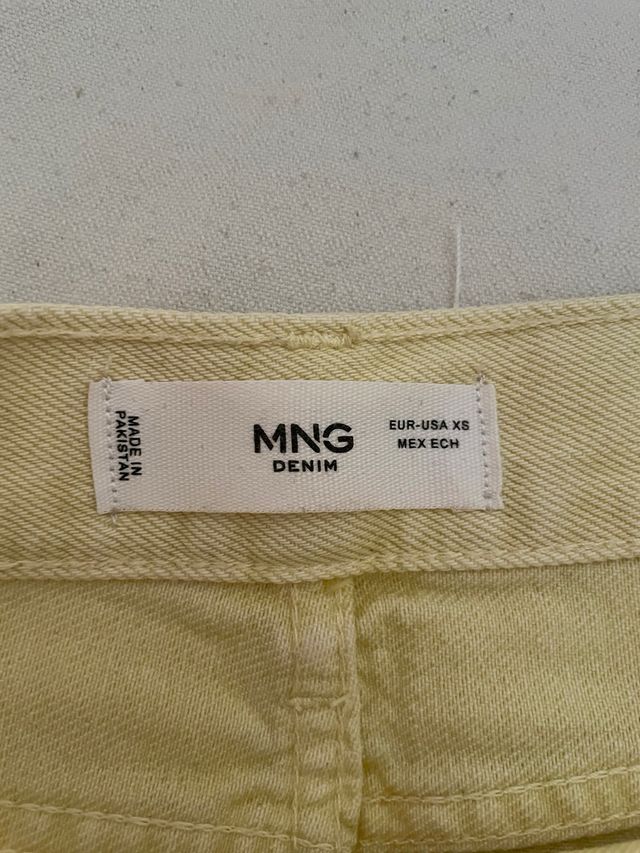 MADE IN
PAKISTAN
MNG
DENIM
EUR-USA XS
MEX ECH